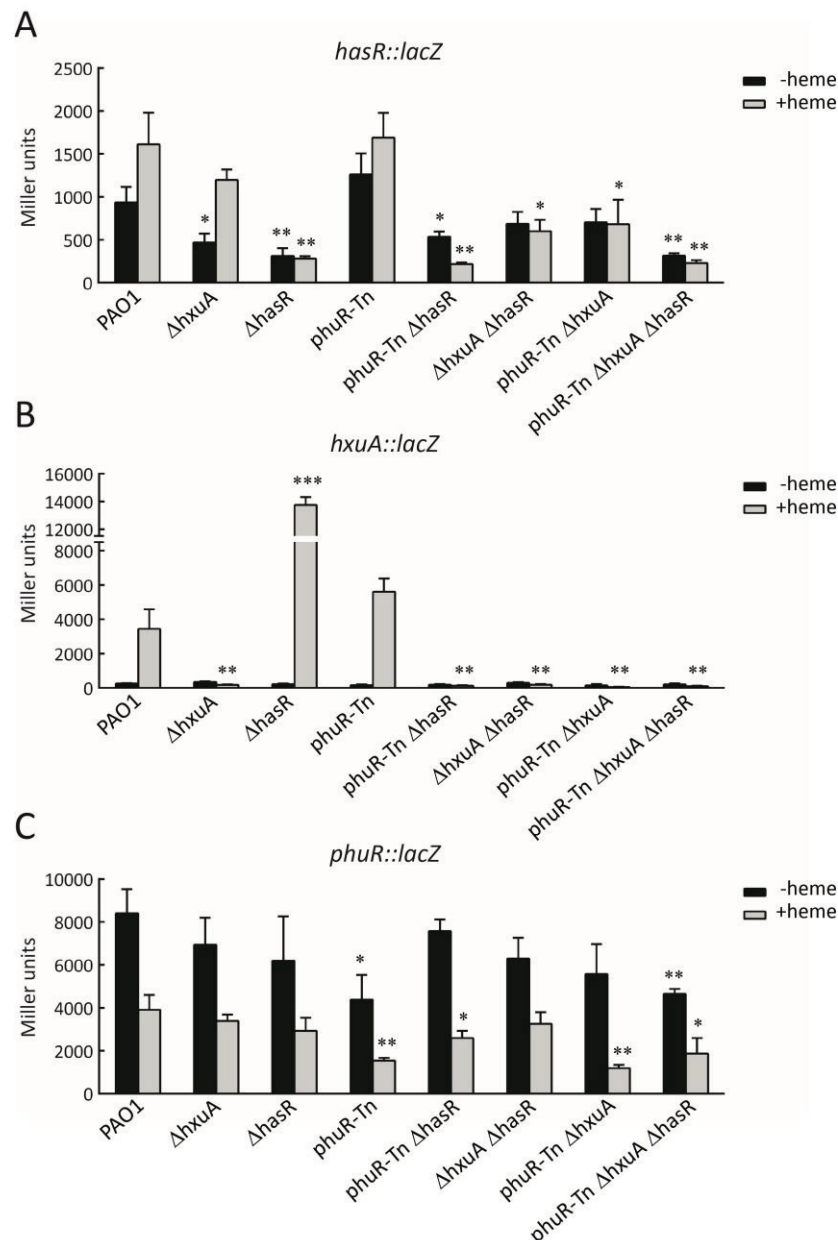 A
hasR::lacZ
-heme
+heme
Miller units
2500
2000
1500
1000
500
0
* ** ** * ** * * ** **
PAO1
ΔhxuA
ΔhasR
phuR-Tn
phuR-Tn ΔhasR
ΔhxuA ΔhasR
phuR-Tn ΔhxuA
phuR-Tn ΔhxuA ΔhasR
B
hxuA::lacZ
-heme
+heme
Miller units
16000
14000
12000
8000
6000
4000
2000
0
** *** ** ** ** **
PAO1
ΔhxuA
ΔhasR
phuR-Tn
phuR-Tn ΔhasR
ΔhxuA ΔhasR
phuR-Tn ΔhxuA
phuR-Tn ΔhxuA ΔhasR
C
phuR::lacZ
-heme
+heme
Miller units
10000
8000
6000
4000
2000
0
* ** * ** ** *
PAO1
ΔhxuA
ΔhasR
phuR-Tn
phuR-Tn ΔhasR
ΔhxuA ΔhasR
phuR-Tn ΔhxuA
phuR-Tn ΔhxuA ΔhasR